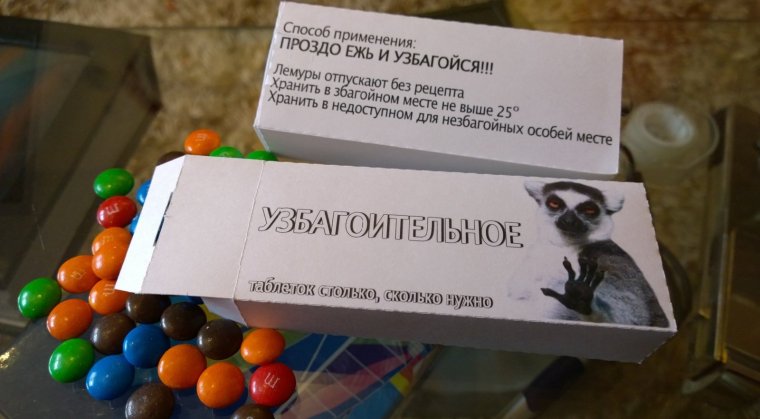 Способ применения:
ПРОЗДО ЕЖЬ И УЗБАГОЙСЯ!!!
Лемуры отпускают без рецепта
Хранить в збагойном месте не выше 25°
Хранить в недоступном для незбагойных особей месте
УЗБАГОИТЕЛЬНОЕ
таблеток столько, сколько нужно
m
m
m
m